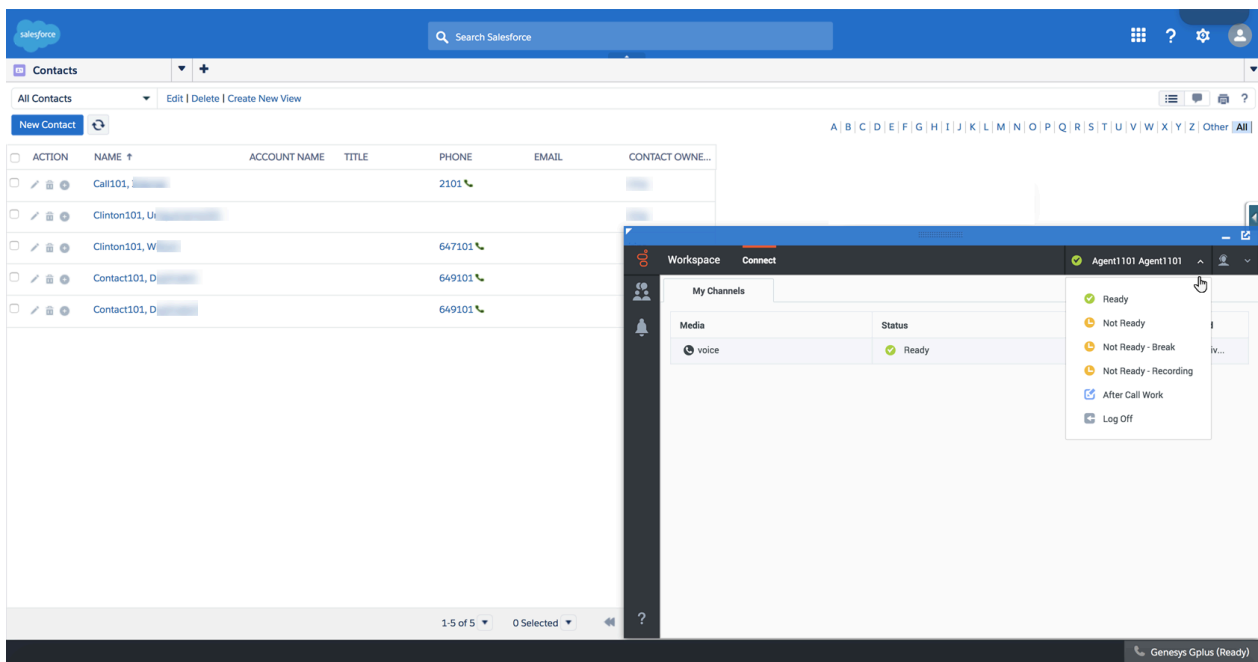 salesforce
Search Salesforce
?
Contacts
+
All Contacts
Edit | Delete | Create New View
?
New Contact
A | B | C | D | E | F | G | H | I | J | K | L | M | N | O | P | Q | R | S | T | U | V | W | X | Y | Z | Other | All
ACTION NAME ↑ ACCOUNT NAME TITLE PHONE EMAIL CONTACT OWNE...
Call101, 2101
Clinton101, U
Clinton101, W 647101
Contact101, D 649101
Contact101, D 649101
Workspace Connect Agent1101 Agent1101
My Channels
Ready
Media Status
Not Ready
voice Ready
Not Ready - Break
Not Ready - Recording
After Call Work
Log Off
?
1-5 of 5 0 Selected
Genesys Gplus (Ready)